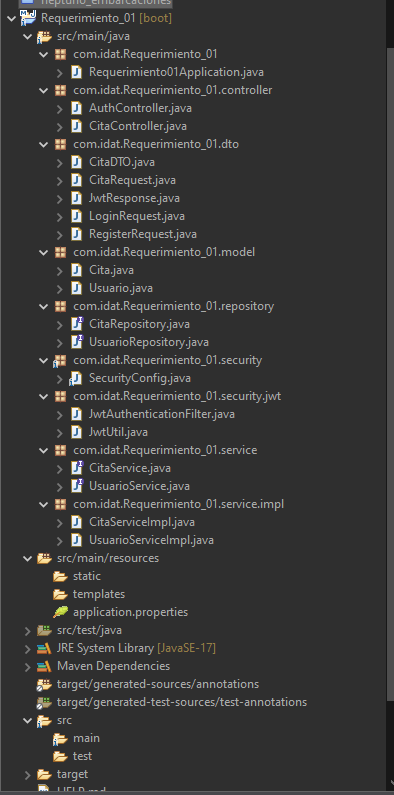 neptuno_embarcaciones
Requerimiento_01 [boot]
src/main/java
com.idat.Requerimiento_01
Requerimiento01Application.java
com.idat.Requerimiento_01.controller
AuthController.java
CitaController.java
com.idat.Requerimiento_01.dto
CitaDTO.java
CitaRequest.java
JwtResponse.java
LoginRequest.java
RegisterRequest.java
com.idat.Requerimiento_01.model
Cita.java
Usuario.java
com.idat.Requerimiento_01.repository
CitaRepository.java
UsuarioRepository.java
com.idat.Requerimiento_01.security
SecurityConfig.java
com.idat.Requerimiento_01.security.jwt
JwtAuthenticationFilter.java
JwtUtil.java
com.idat.Requerimiento_01.service
CitaService.java
UsuarioService.java
com.idat.Requerimiento_01.service.impl
CitaServiceImpl.java
UsuarioServiceImpl.java
src/main/resources
static
templates
application.properties
src/test/java
JRE System Library [JavaSE-17]
Maven Dependencies
target/generated-sources/annotations
target/generated-test-sources/test-annotations
src
main
test
target
HELP.md